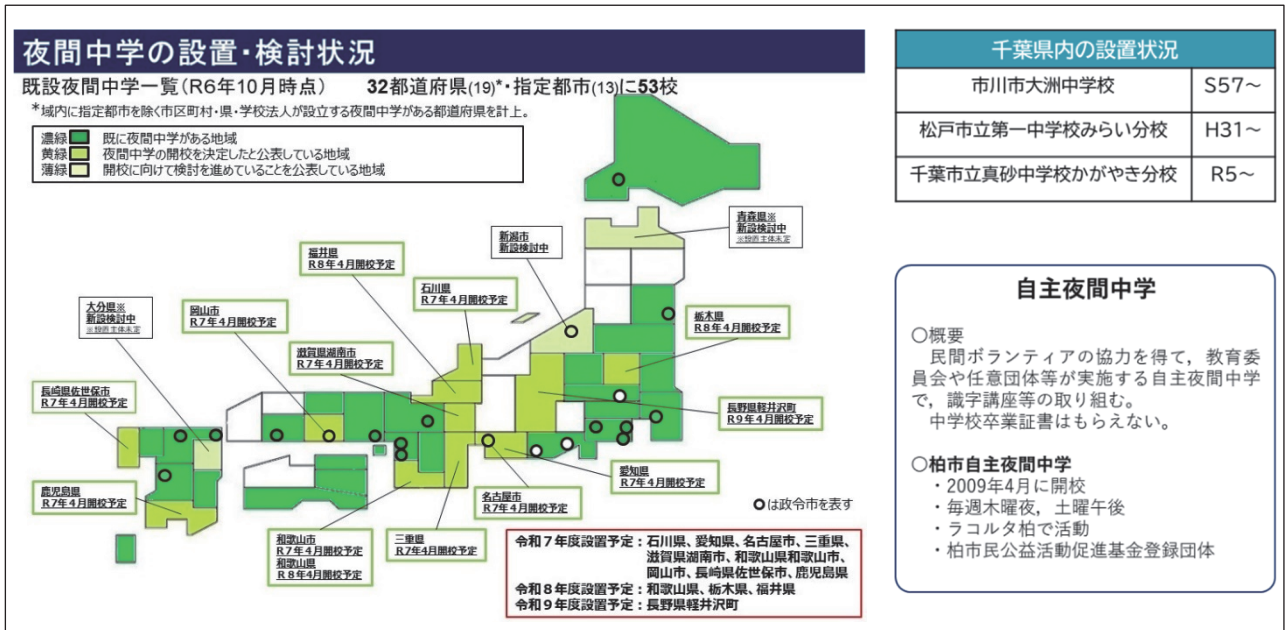 夜間中学の設置・検討状況
既設夜間中学一覧（R6年10月時点） 32都道府県(19)*・指定都市(13)に53校
*域内に指定都市を除く市区町村・県・学校法人が設立する夜間中学がある都道府県を計上。
濃緑 既に夜間中学がある地域
黄緑 夜間中学の開校を決定したと公表している地域
薄緑 開校に向けて検討を進めていることを公表している地域
青森県※
新設検討中
※設置主体未定
新潟市
新設検討中
福井県
R8年4月開校予定
石川県
R7年4月開校予定
大分県※
新設検討中
※設置主体未定
岡山市
R7年4月開校予定
栃木県
R8年4月開校予定
滋賀県湖南市
R7年4月開校予定
長崎県佐世保市
R7年4月開校予定
長野県軽井沢町
R9年4月開校予定
愛知県
R7年4月開校予定
鹿児島県
R7年4月開校予定
名古屋市
R7年4月開校予定
○は政令市を表す
和歌山市
R7年4月開校予定
和歌山県
R8年4月開校予定
三重県
R7年4月開校予定
令和７年度設置予定：石川県、愛知県、名古屋市、三重県、
滋賀県湖南市、和歌山県和歌山市、
岡山市、長崎県佐世保市、鹿児島県
令和８年度設置予定：和歌山県、栃木県、福井県
令和９年度設置予定：長野県軽井沢町
千葉県内の設置状況
市川市大洲中学校 S57～
松戸市立第一中学校みらい分校 H31～
千葉市立真砂中学校かがやき分校 R5～
自主夜間中学
○概要
民間ボランティアの協力を得て，教育委
員会や任意団体等が実施する自主夜間中学
で，識字講座等の取り組む。
中学校卒業証書はもらえない。
○柏市自主夜間中学
・2009年4月に開校
・毎週木曜夜，土曜午後
・ラコルタ柏で活動
・柏市民公益活動促進基金登録団体